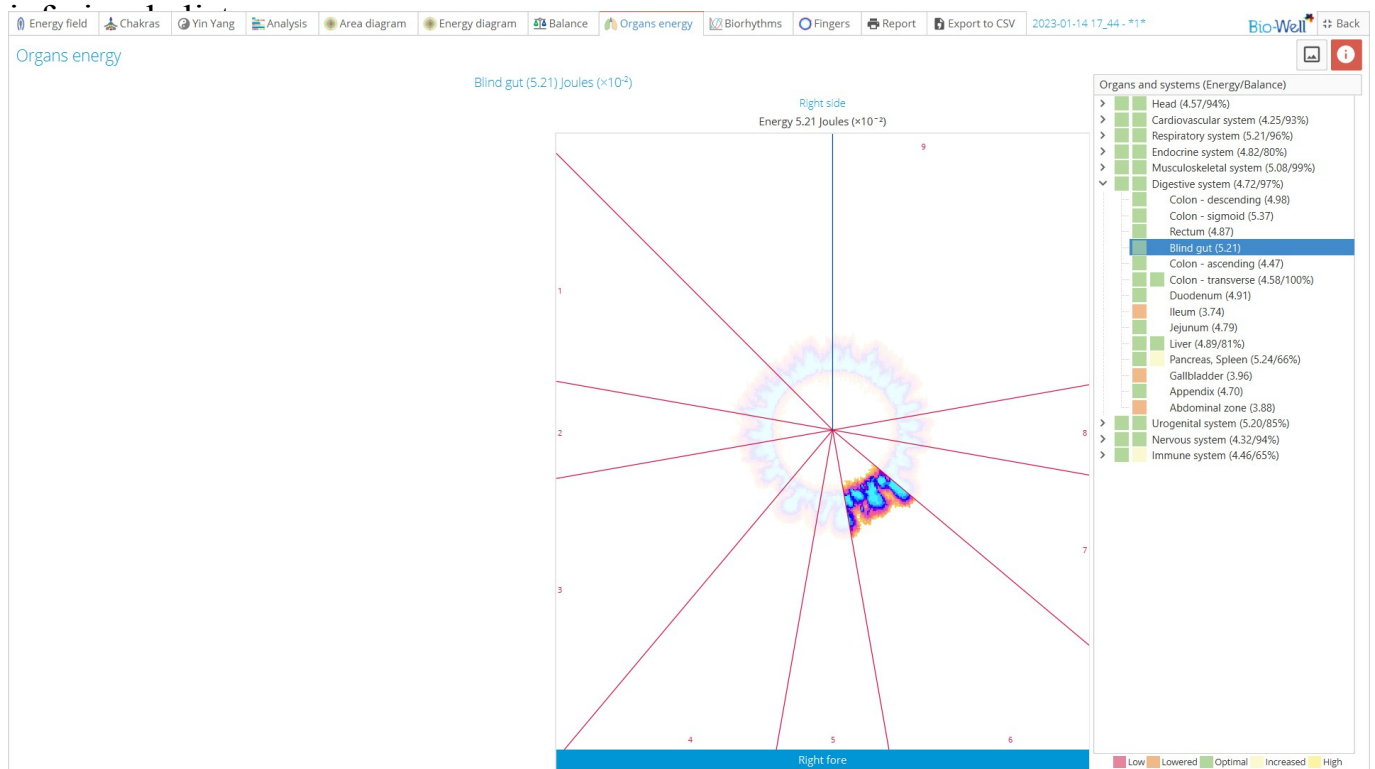 Energy field Chakras Yin Yang Analysis Area diagram Energy diagram Balance Organs energy Biorhythms Fingers Report Export to CSV 2023-01-14 17_44 - *1* Bio-Well Back
Organs energy
Blind gut (5.21) Joules (×10⁻²)
Right side
Energy 5.21 Joules (×10⁻²)
9
1
2
8
7
3
4
5
6
Right fore
Organs and systems (Energy/Balance)
Head (4.57/94%)
Cardiovascular system (4.25/93%)
Respiratory system (5.21/96%)
Endocrine system (4.82/80%)
Musculoskeletal system (5.08/99%)
Digestive system (4.72/97%)
Colon - descending (4.98)
Colon - sigmoid (5.37)
Rectum (4.87)
Blind gut (5.21)
Colon - ascending (4.47)
Colon - transverse (4.58/100%)
Duodenum (4.91)
Ileum (3.74)
Jejunum (4.79)
Liver (4.89/81%)
Pancreas, Spleen (5.24/66%)
Gallbladder (3.96)
Appendix (4.70)
Abdominal zone (3.88)
Urogenital system (5.20/85%)
Nervous system (4.32/94%)
Immune system (4.46/65%)
Low Lowered Optimal Increased High